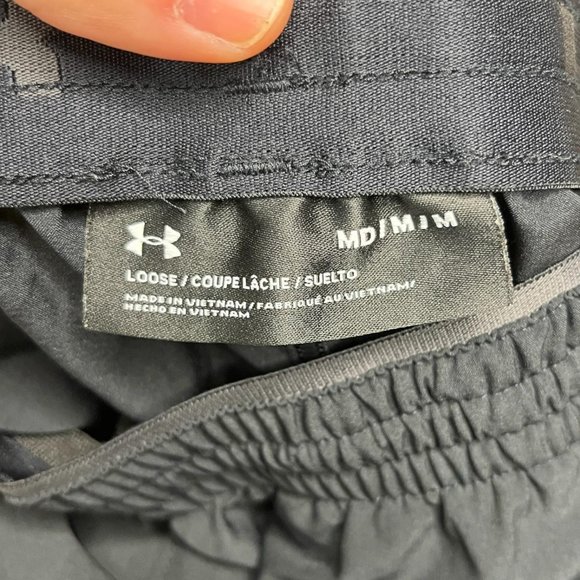 MD/M/M
LOOSE / COUPE LÂCHE / SUELTO
MADE IN VIETNAM / FABRIQUÉ AU VIETNAM/
HECHO EN VIETNAM